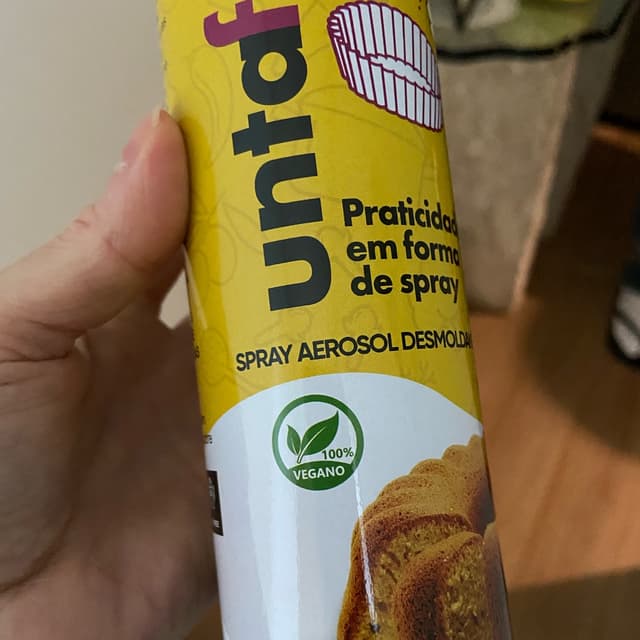 untaf
Praticidad
em forma
de spray
SPRAY AEROSOL DESMOLDA
100%
VEGANO